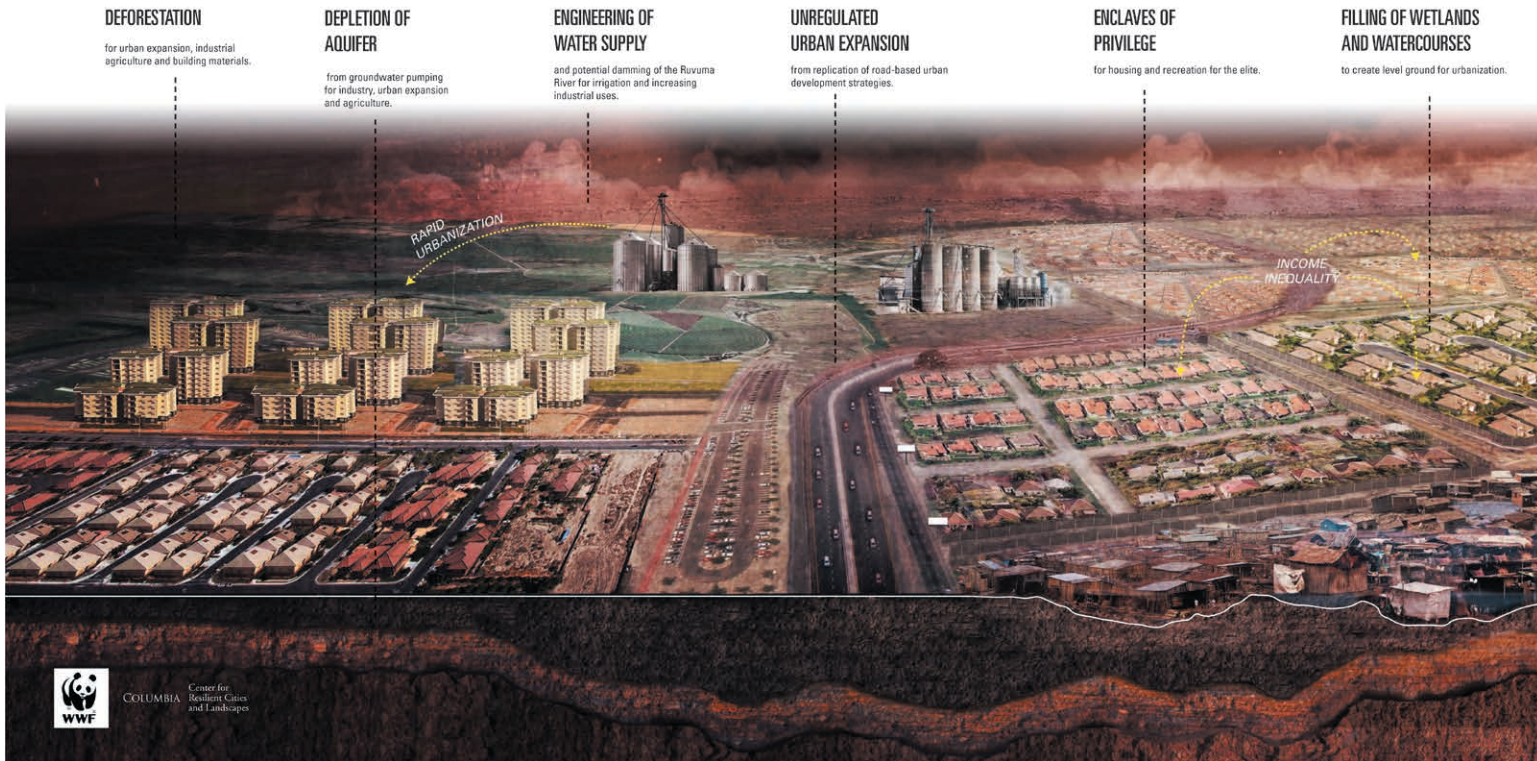 DEFORESTATION
for urban expansion, industrial
agriculture and building materials.
DEPLETION OF
AQUIFER
from groundwater pumping
for industry, urban expansion
and agriculture.
ENGINEERING OF
WATER SUPPLY
and potential damming of the Ruvuma
River for irrigation and increasing
industrial uses.
UNREGULATED
URBAN EXPANSION
from replication of road-based urban
development strategies.
ENCLAVES OF
PRIVILEGE
for housing and recreation for the elite.
FILLING OF WETLANDS
AND WATERCOURSES
to create level ground for urbanization.
RAPID
URBANIZATION
INCOME
INEQUALITY
WWF
COLUMBIA
Center for
Resilient Cities
and Landscapes